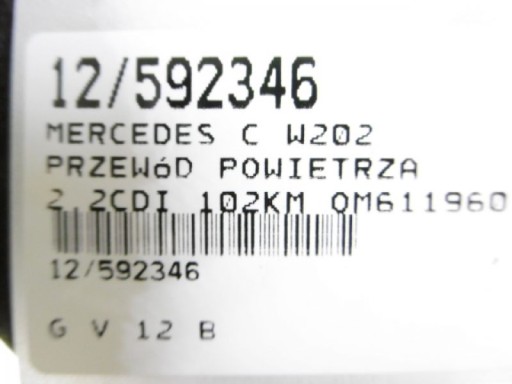 12/592346
MERCEDES C W202
PRZEWóD POWIETRZA
2.2CDI 102KM OM611960
12/592346
G V 12 B